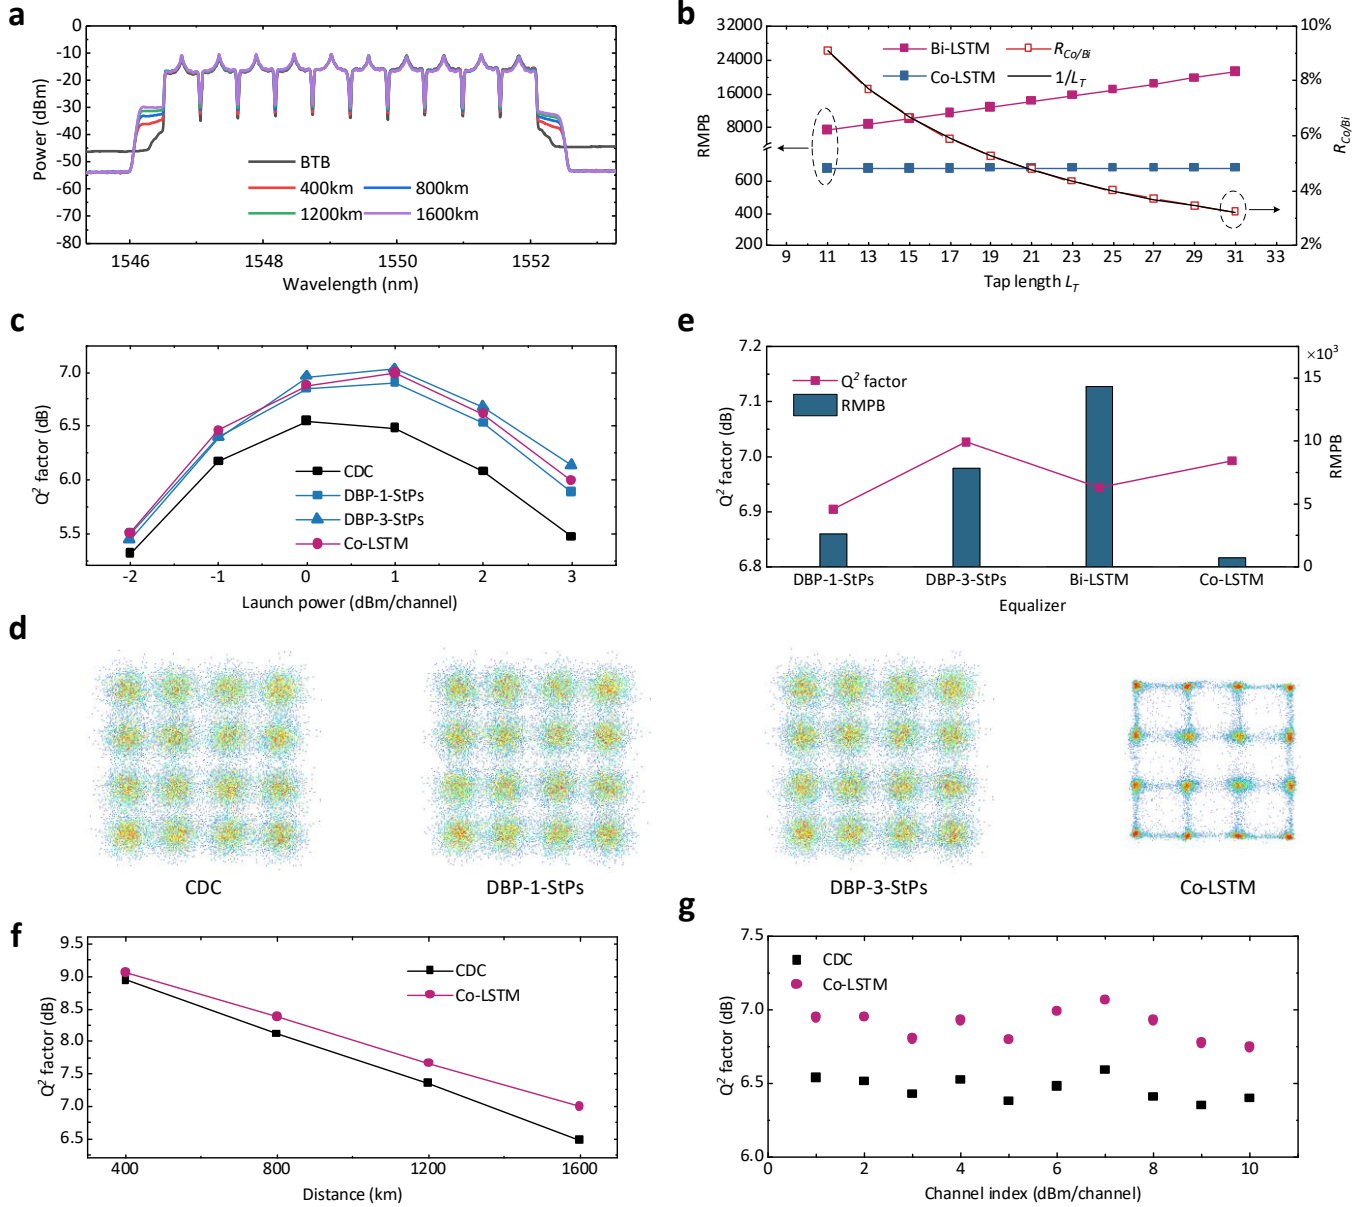 a
0
-10
-20
-30
-40
-50
-60
-70
-80
Power (dBm)
BTB
400km
800km
1200km
1600km
1546
1548
1550
1552
Wavelength (nm)
b
32000
28000
24000
20000
16000
8000
600
400
200
RMPB
Bi-LSTM
R_{Co/Bi}
Co-LSTM
1/L_T
10%
8%
6%
4%
2%
R_{Co/Bi}
9 11 13 15 17 19 21 23 25 27 29 31 33
Tap length L_T
c
7.0
6.5
6.0
5.5
Q² factor (dB)
CDC
DBP-1-StPs
DBP-3-StPs
Co-LSTM
-2 -1 0 1 2 3
Launch power (dBm/channel)
e
7.2
7.1
7.0
6.9
6.8
Q² factor (dB)
Q² factor
RMPB
×10³
15
10
5
0
RMPB
DBP-1-StPs DBP-3-StPs Bi-LSTM Co-LSTM
Equalizer
d
CDC
DBP-1-StPs
DBP-3-StPs
Co-LSTM
f
9.5
9.0
8.5
8.0
7.5
7.0
6.5
Q² factor (dB)
CDC
Co-LSTM
400 800 1200 1600
Distance (km)
g
7.5
7.0
6.5
6.0
Q² factor (dB)
CDC
Co-LSTM
0 2 4 6 8 10
Channel index (dBm/channel)